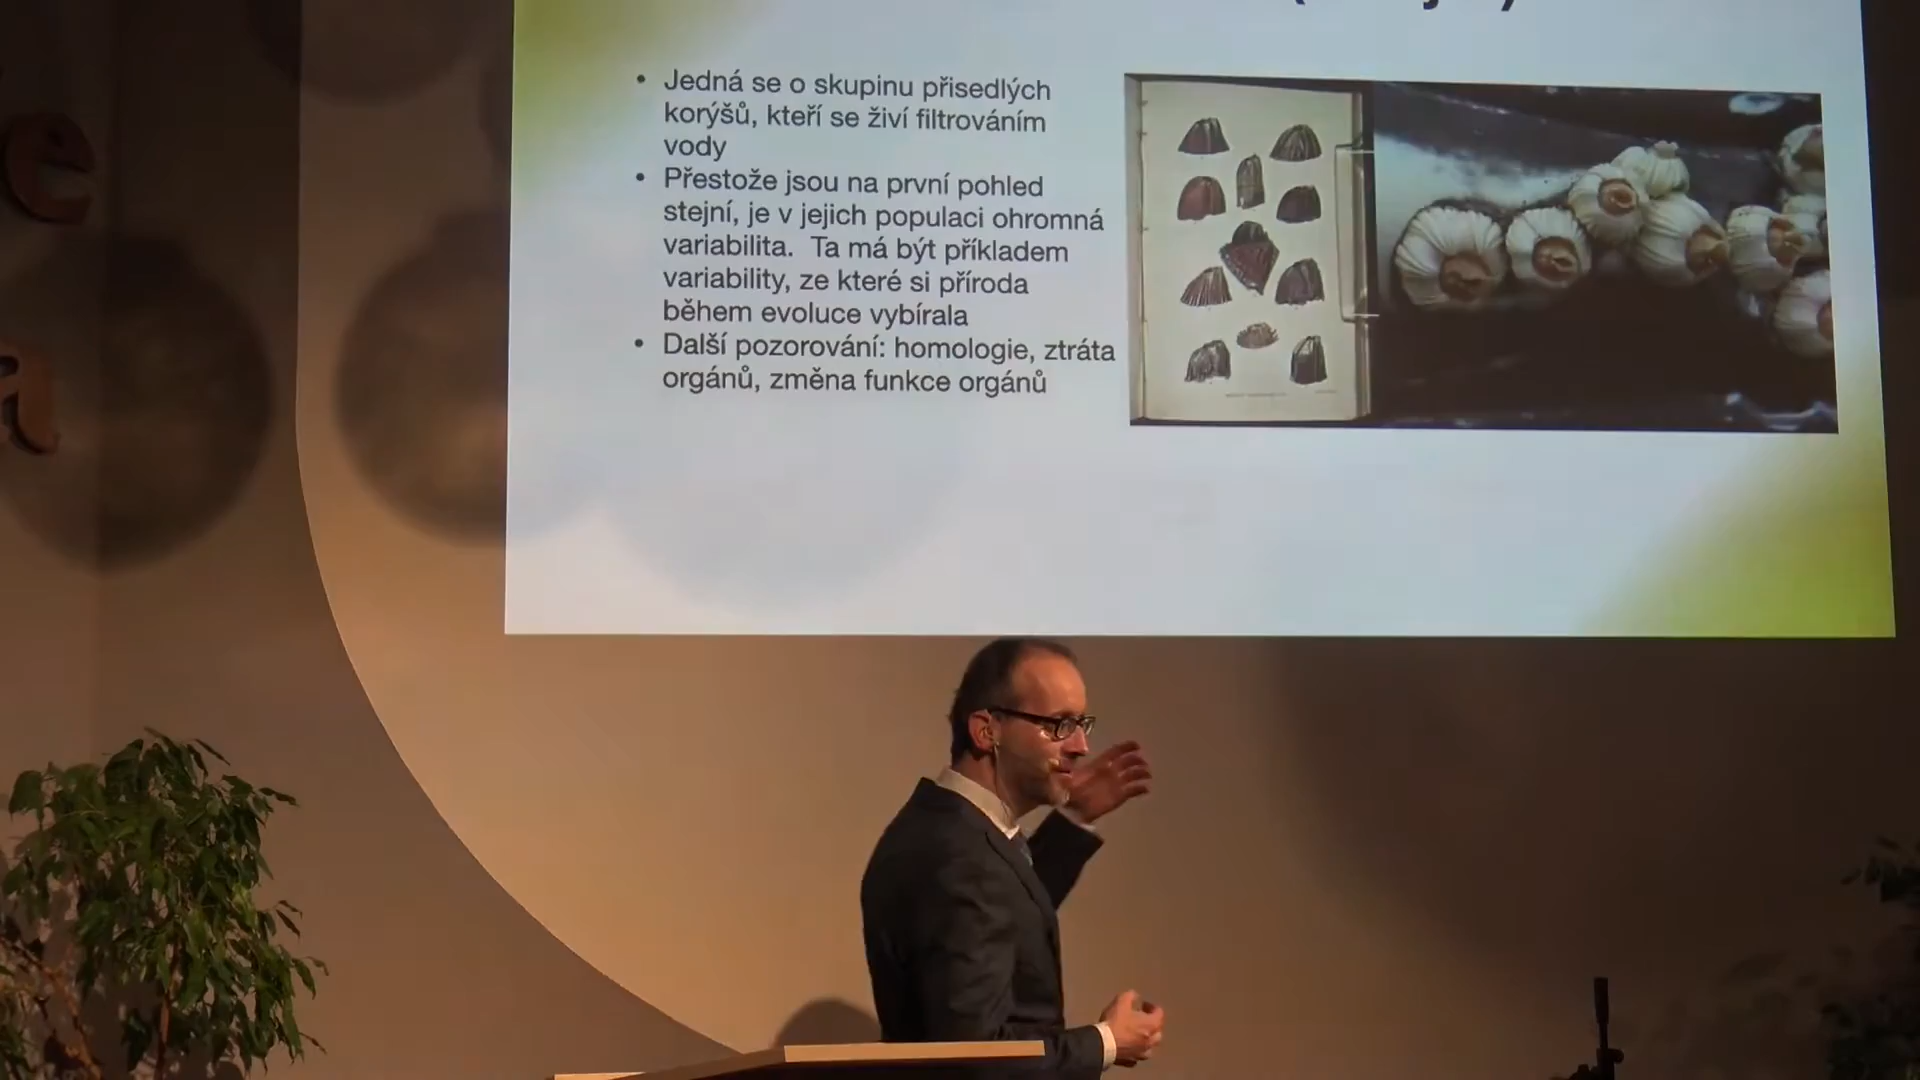 • Jedná se o skupinu přisedlých
korýšů, kteří se živí filtrováním
vody
• Přestože jsou na první pohled
stejní, je v jejich populaci ohromná
variabilita. Ta má být příkladem
variability, ze které si příroda
během evoluce vybírala
• Další pozorování: homologie, ztráta
orgánů, změna funkce orgánů
e
a